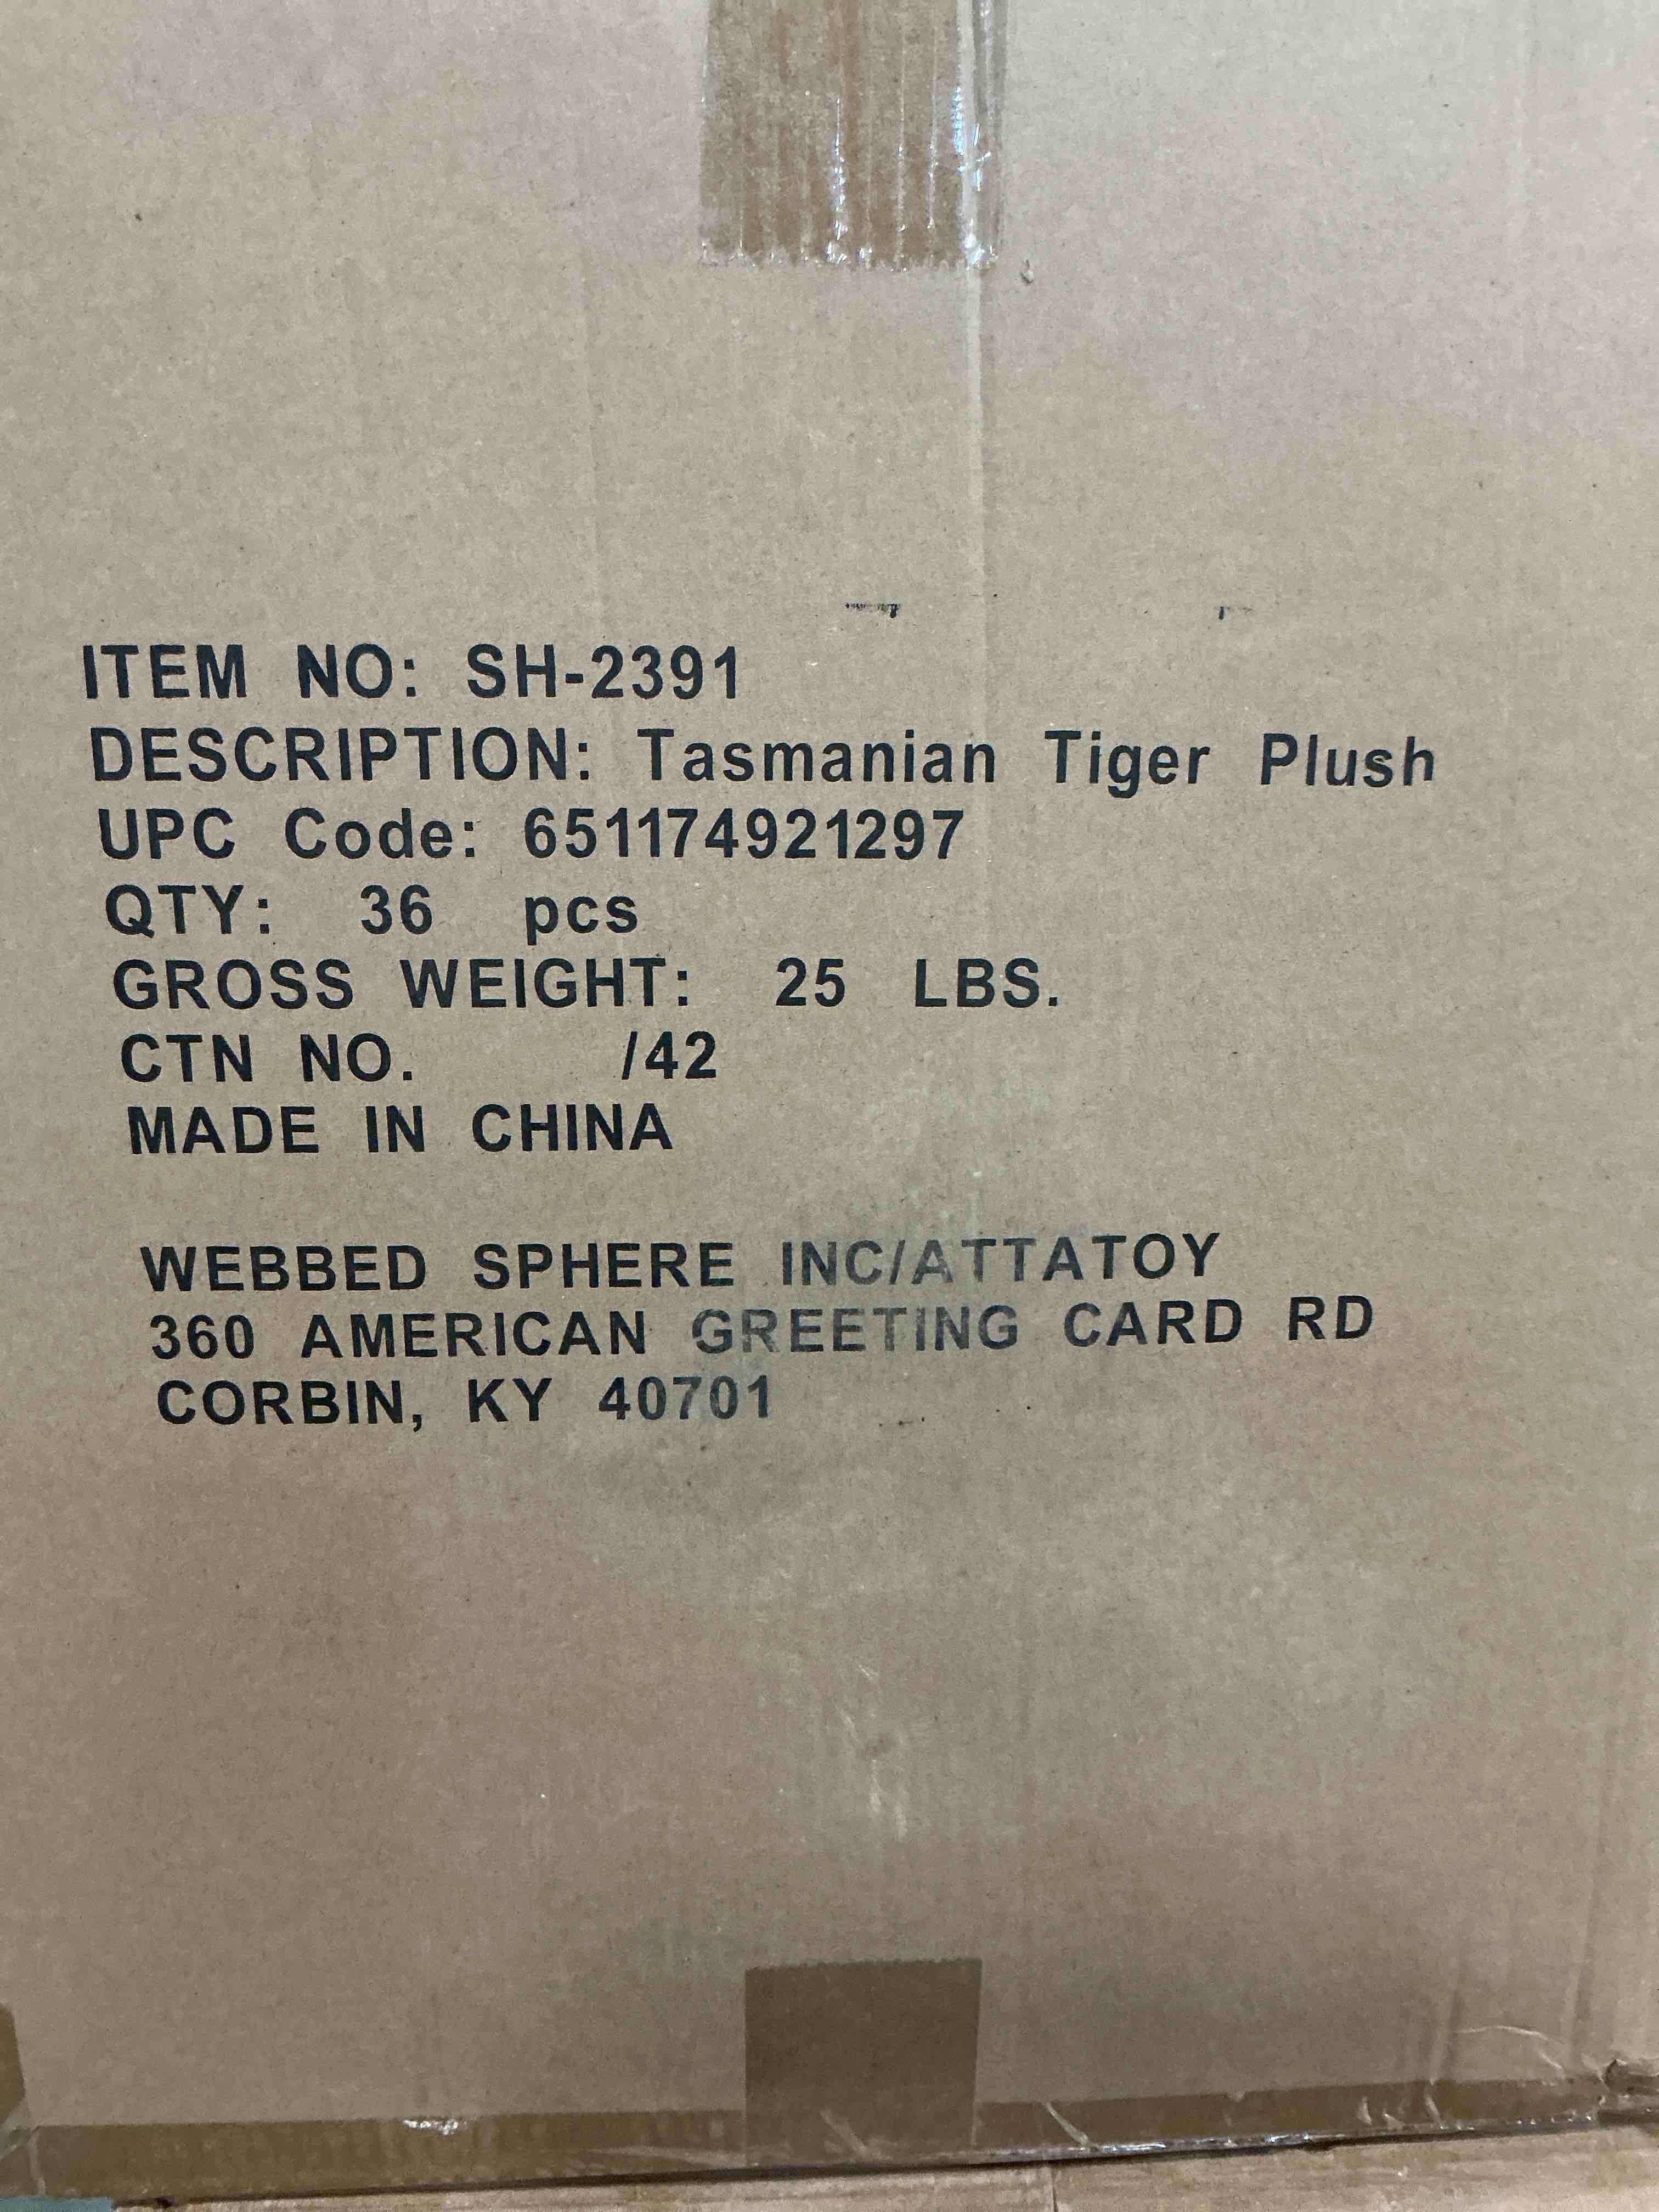 ITEM NO: SH-2391
DESCRIPTION: Tasmanian Tiger Plush
UPC Code: 651174921297
QTY: 36 pcs
GROSS WEIGHT: 25 LBS.
CTN NO. /42
MADE IN CHINA
WEBBED SPHERE INC/ATTATOY
360 AMERICAN GREETING CARD RD
CORBIN, KY 40701